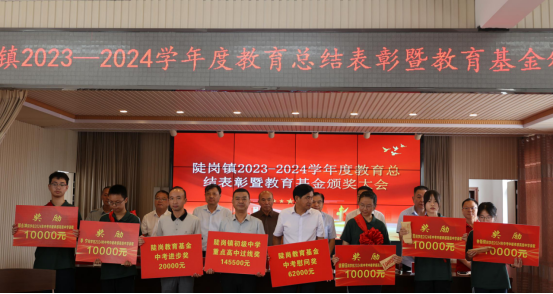 镇2023—2024学年度教育总结表彰暨教育基金颁
陡岗镇2023-2024学年度教育总
结表彰暨教育基金颁奖大会
奖 励
10000元
奖 励
10000元
陡岗教育基金
中考进步奖
20000元
陡岗镇初级中学
重点高中过线奖
145500元
陡岗教育基金
中考慰问奖
62000元
奖 励
10000元
奖 励
10000元
奖 励
10000元